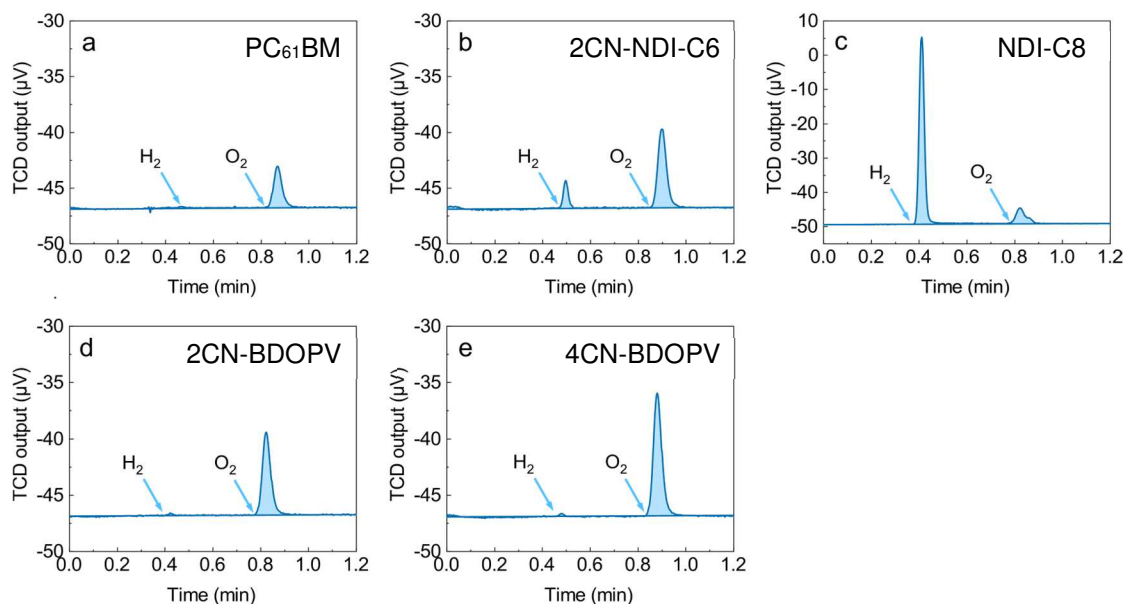 a PC₆₁BM
-30
-35
-40
-45
-50
TCD output (µV)
H₂ O₂
0.0 0.2 0.4 0.6 0.8 1.0 1.2
Time (min)
b 2CN-NDI-C6
-30
-35
-40
-45
-50
TCD output (µV)
H₂ O₂
0.0 0.2 0.4 0.6 0.8 1.0 1.2
Time (min)
c NDI-C8
10
0
-10
-20
-30
-40
-50
TCD output (µV)
H₂ O₂
0.0 0.2 0.4 0.6 0.8 1.0 1.2
Time (min)
d 2CN-BDOPV
-30
-35
-40
-45
-50
TCD output (µV)
H₂ O₂
0.0 0.2 0.4 0.6 0.8 1.0 1.2
Time (min)
e 4CN-BDOPV
-30
-35
-40
-45
-50
TCD output (µV)
H₂ O₂
0.0 0.2 0.4 0.6 0.8 1.0 1.2
Time (min)